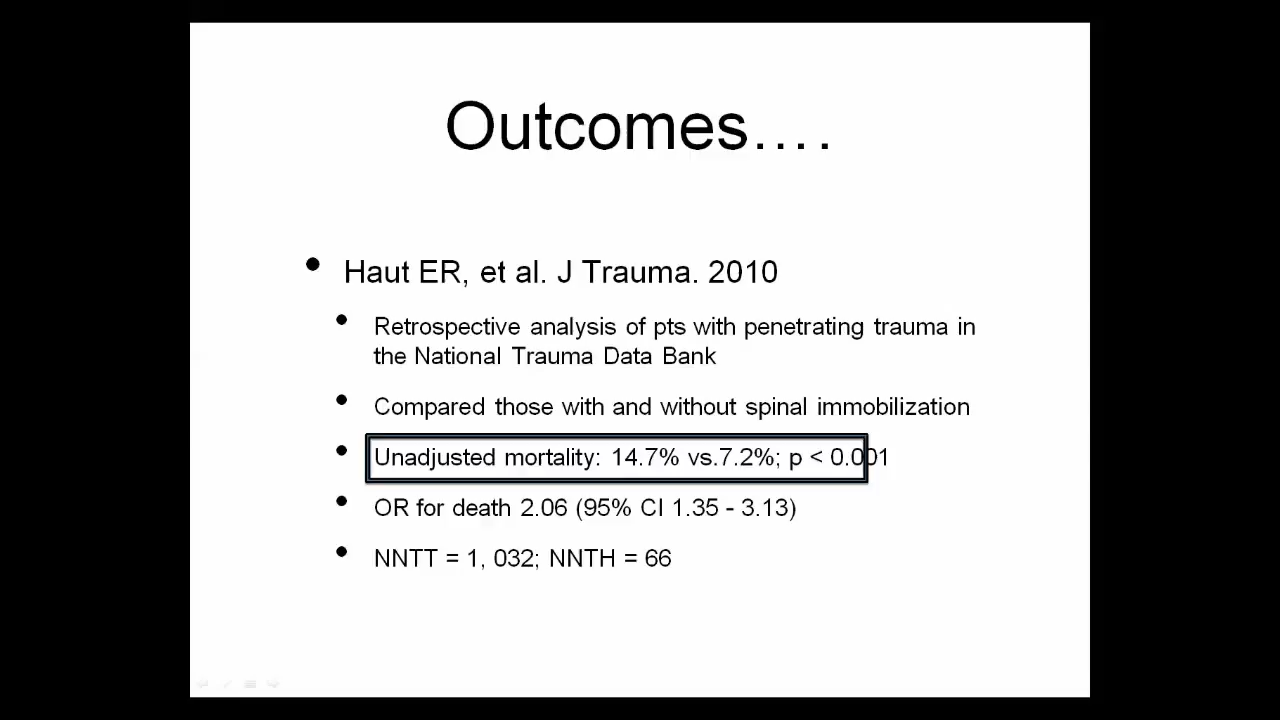 Outcomes….
• Haut ER, et al. J Trauma. 2010
• Retrospective analysis of pts with penetrating trauma in
the National Trauma Data Bank
• Compared those with and without spinal immobilization
• Unadjusted mortality: 14.7% vs.7.2%; p < 0.001
• OR for death 2.06 (95% CI 1.35 - 3.13)
• NNTT = 1, 032; NNTH = 66